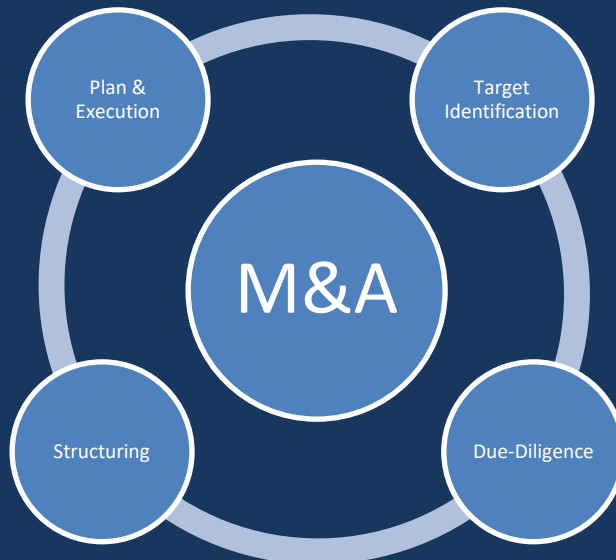 Plan &
Execution
Target
Identification
M&A
Structuring
Due-Diligence